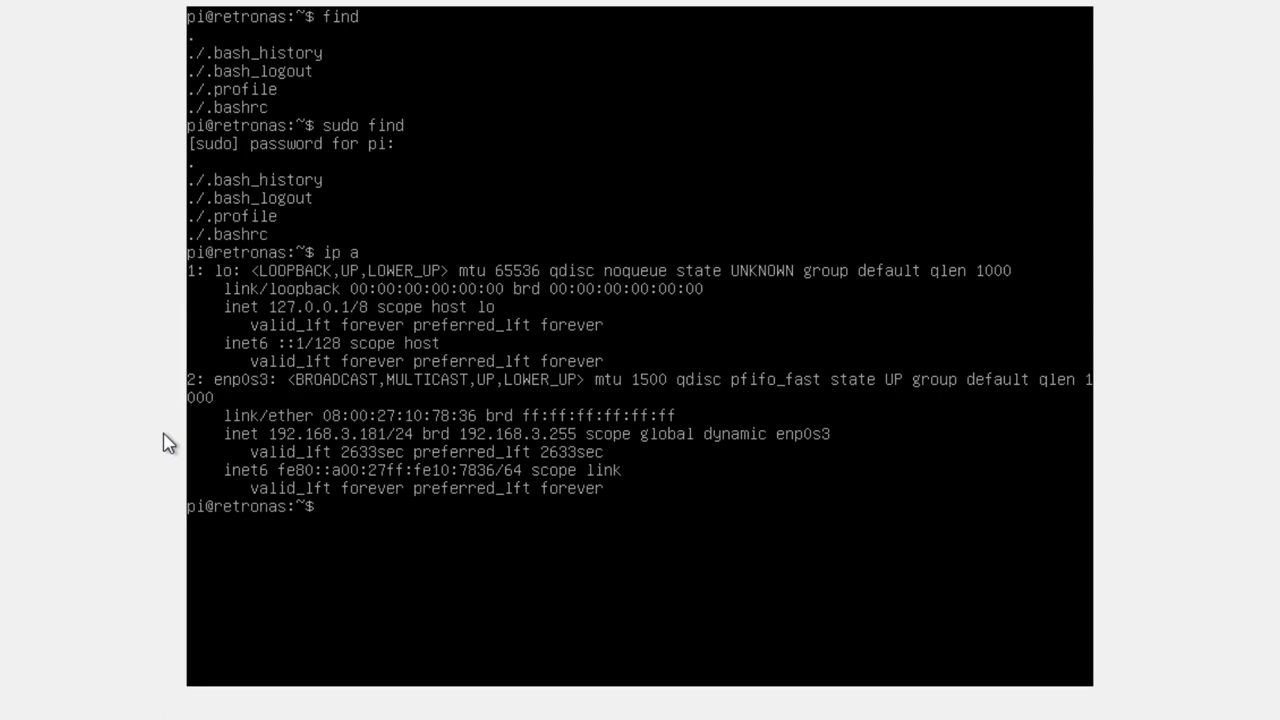 pi@retronas:~$ find
.
./.bash_history
./.bash_logout
./.profile
./.bashrc
pi@retronas:~$ sudo find
[sudo] password for pi:
.
./.bash_history
./.bash_logout
./.profile
./.bashrc
pi@retronas:~$ ip a
1: lo: <LOOPBACK,UP,LOWER_UP> mtu 65536 qdisc noqueue state UNKNOWN group default qlen 1000
    link/loopback 00:00:00:00:00:00 brd 00:00:00:00:00:00
    inet 127.0.0.1/8 scope host lo
       valid_lft forever preferred_lft forever
    inet6 ::1/128 scope host
       valid_lft forever preferred_lft forever
2: enp0s3: <BROADCAST,MULTICAST,UP,LOWER_UP> mtu 1500 qdisc pfifo_fast state UP group default qlen 1
000
    link/ether 08:00:27:10:78:36 brd ff:ff:ff:ff:ff:ff
    inet 192.168.3.181/24 brd 192.168.3.255 scope global dynamic enp0s3
       valid_lft 2633sec preferred_lft 2633sec
    inet6 fe80::a00:27ff:fe10:7836/64 scope link
       valid_lft forever preferred_lft forever
pi@retronas:~$